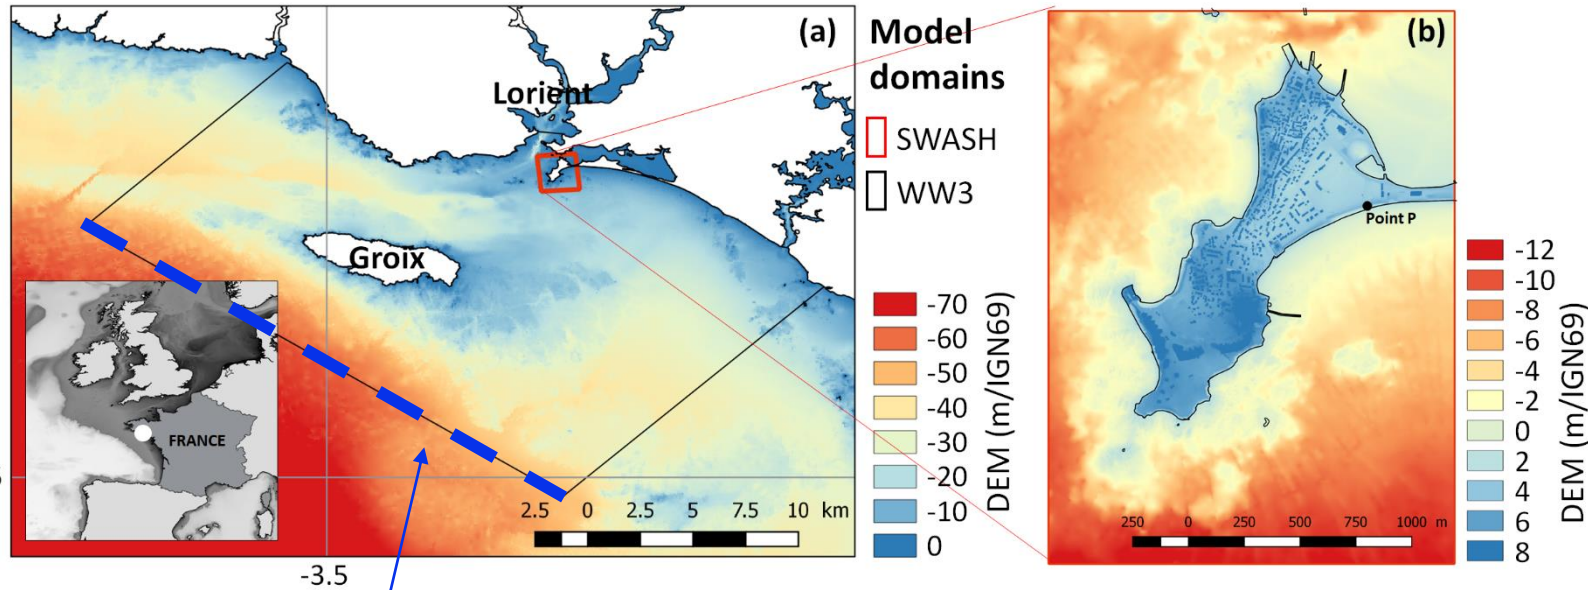 (a)
Lorient
Groix
FRANCE
2.5 0 2.5 5 7.5 10 km
-3.5
Model
domains
SWASH
WW3
-70
-60
-50
-40
-30
-20
-10
0
DEM (m/IGN69)
(b)
Point P
250 0 250 500 750 1000 m
-12
-10
-8
-6
-4
-2
0
2
4
6
8
DEM (m/IGN69)